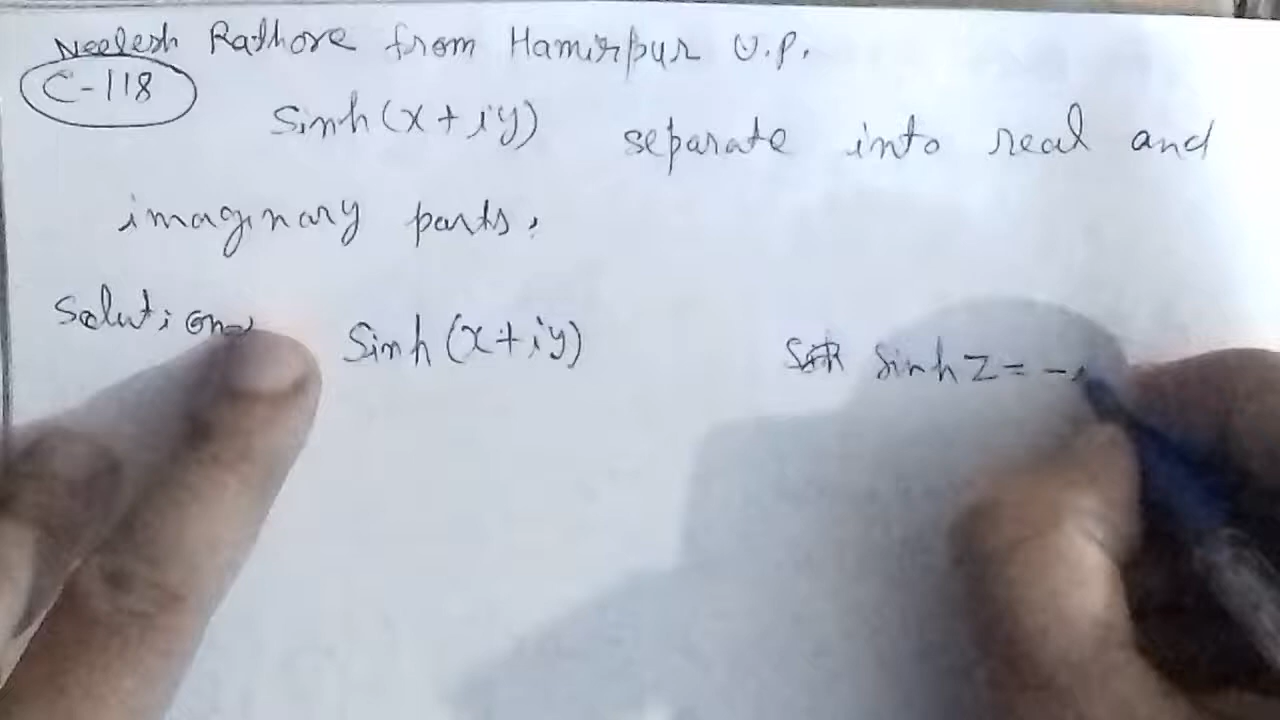 Neelesh Rathore from Hamirpur U.P.
C-118
Sinh(x+iy) separate into real and
imaginary parts.
Solution→ Sinh(x+iy) sinh z = -